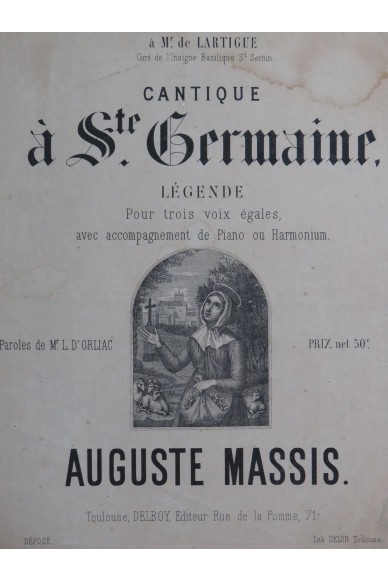 à Mr. de LARTIGUE
Curé de l'Insigne Basilique St. Sernin
CANTIQUE
à Ste. Germaine,
LÉGENDE
Pour trois voix égales,
avec accompagnement de Piano ou Harmonium.
Paroles de Mr. L. D'ORLIAC
PRIX net 50c
AUGUSTE MASSIS.
Toulouse, DELBOY, Editeur Rue de la Pomme, 71.
DÉPOSÉ.
Lith. DELOR, Toulouse